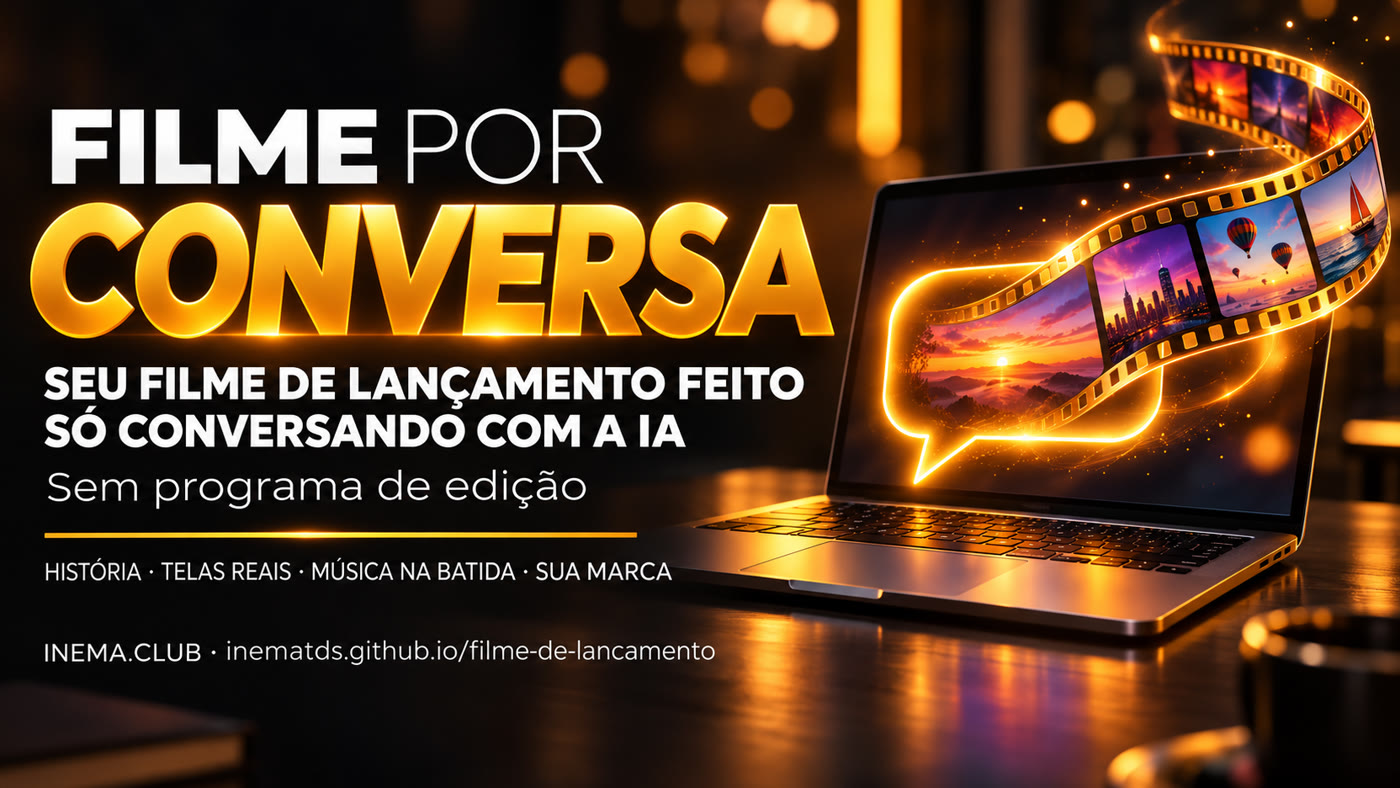 FILME POR
CONVERSA
SEU FILME DE LANÇAMENTO FEITO
SÓ CONVERSANDO COM A IA
Sem programa de edição
HISTÓRIA · TELAS REAIS · MÚSICA NA BATIDA · SUA MARCA
INEMA.CLUB · inematds.github.io/filme-de-lancamento